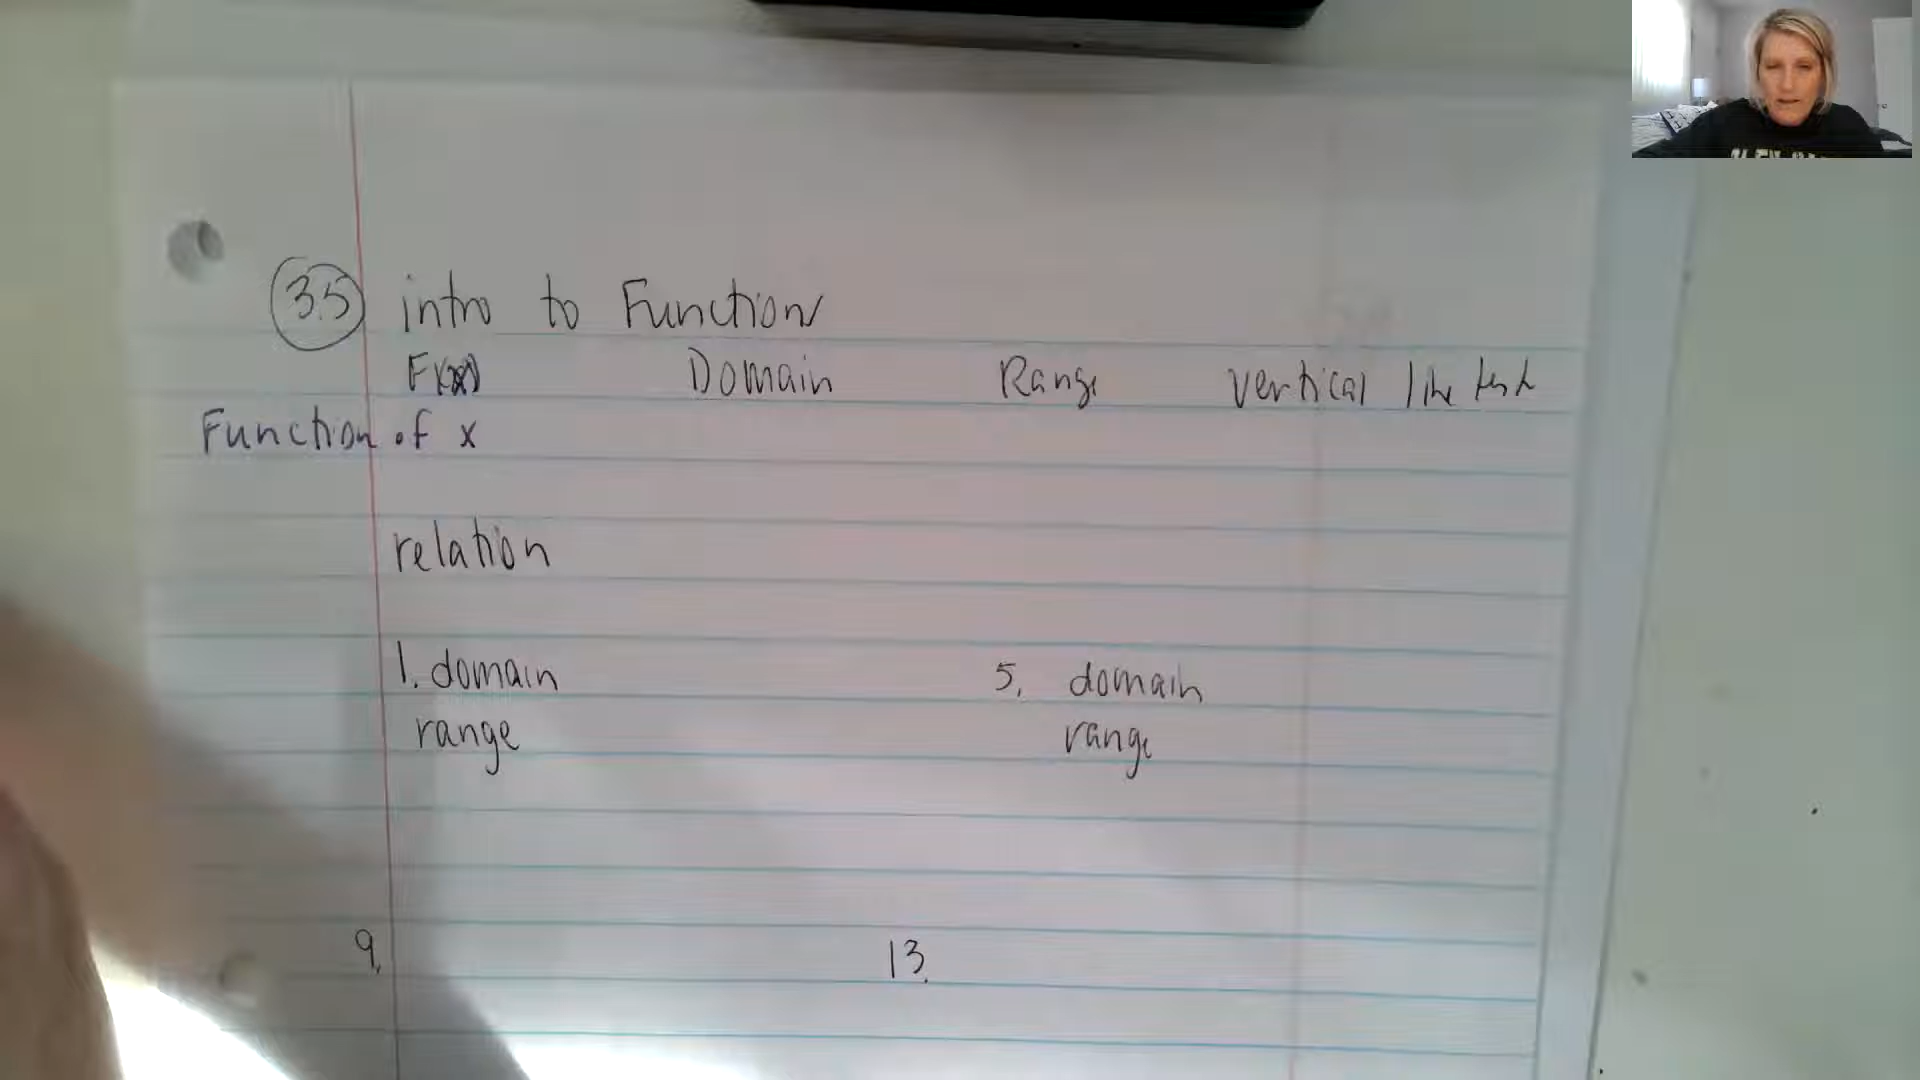 3.5 intro to Function
F(x) Domain Range vertical line test
Function of x
relation
1. domain 5. domain
range range
9. 13.